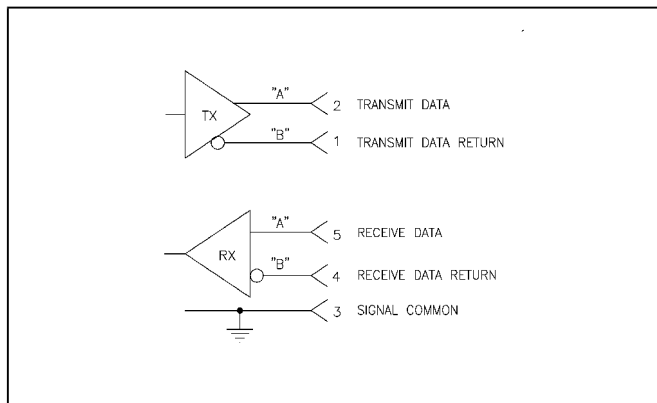 "A"
2 TRANSMIT DATA
TX
"B"
1 TRANSMIT DATA RETURN
"A"
5 RECEIVE DATA
RX
"B"
4 RECEIVE DATA RETURN
3 SIGNAL COMMON